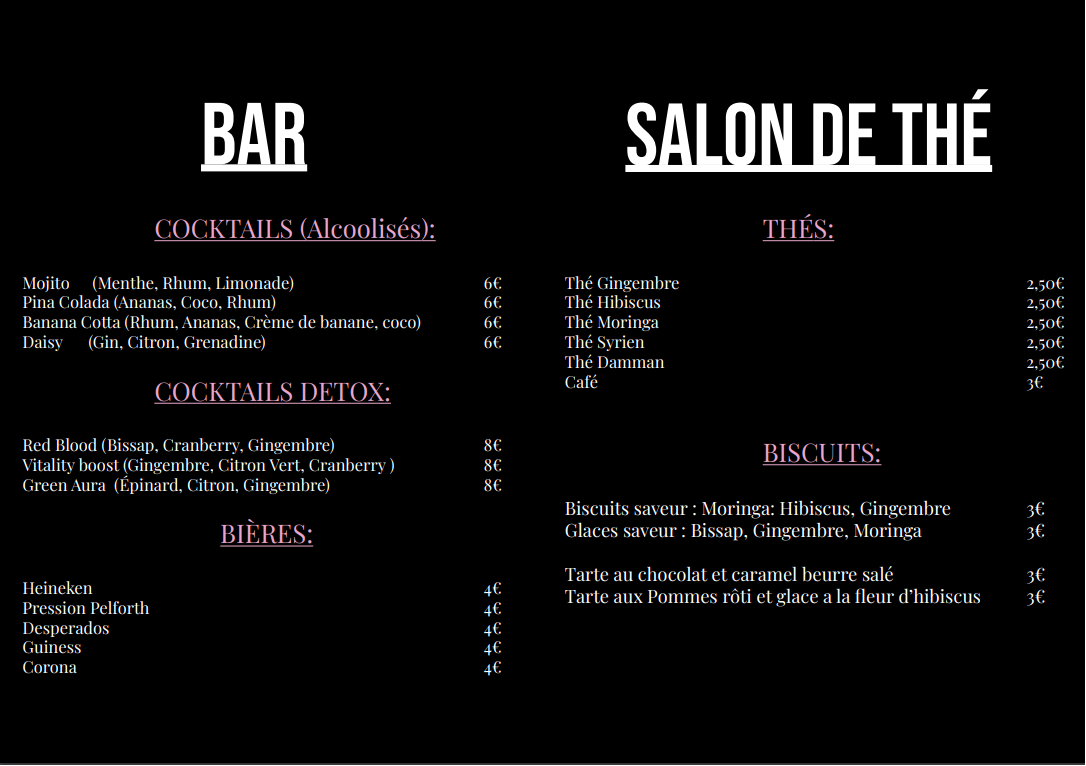 BAR
COCKTAILS (Alcoolisés):
Mojito (Menthe, Rhum, Limonade) 6€
Pina Colada (Ananas, Coco, Rhum) 6€
Banana Cotta (Rhum, Ananas, Crème de banane, coco) 6€
Daisy (Gin, Citron, Grenadine) 6€
COCKTAILS DETOX:
Red Blood (Bissap, Cranberry, Gingembre) 8€
Vitality boost (Gingembre, Citron Vert, Cranberry ) 8€
Green Aura (Épinard, Citron, Gingembre) 8€
BIÈRES:
Heineken 4€
Pression Pelforth 4€
Desperados 4€
Guiness 4€
Corona 4€
SALON DE THÉ
THÉS:
Thé Gingembre 2,50€
Thé Hibiscus 2,50€
Thé Moringa 2,50€
Thé Syrien 2,50€
Thé Damman 2,50€
Café 3€
BISCUITS:
Biscuits saveur : Moringa: Hibiscus, Gingembre 3€
Glaces saveur : Bissap, Gingembre, Moringa 3€
Tarte au chocolat et caramel beurre salé 3€
Tarte aux Pommes rôti et glace a la fleur d'hibiscus 3€